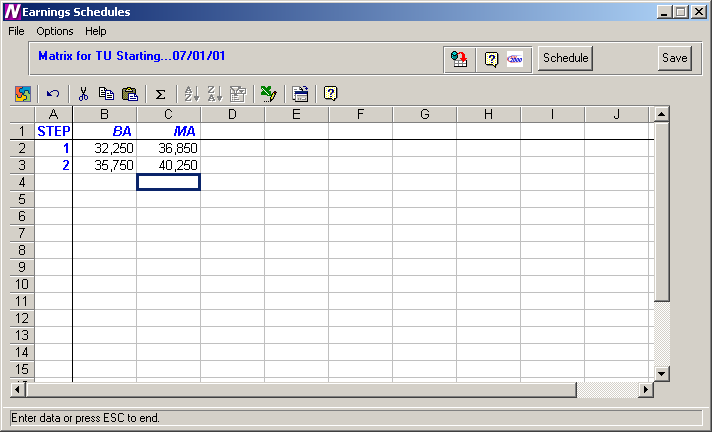 Earnings Schedules
File Options Help
Matrix for TU Starting...07/01/01
Schedule
Save
A B C D E F G H I J
1 STEP BA MA
2 1 32,250 36,850
3 2 35,750 40,250
4
5
6
7
8
9
10
11
12
13
14
15
Enter data or press ESC to end.